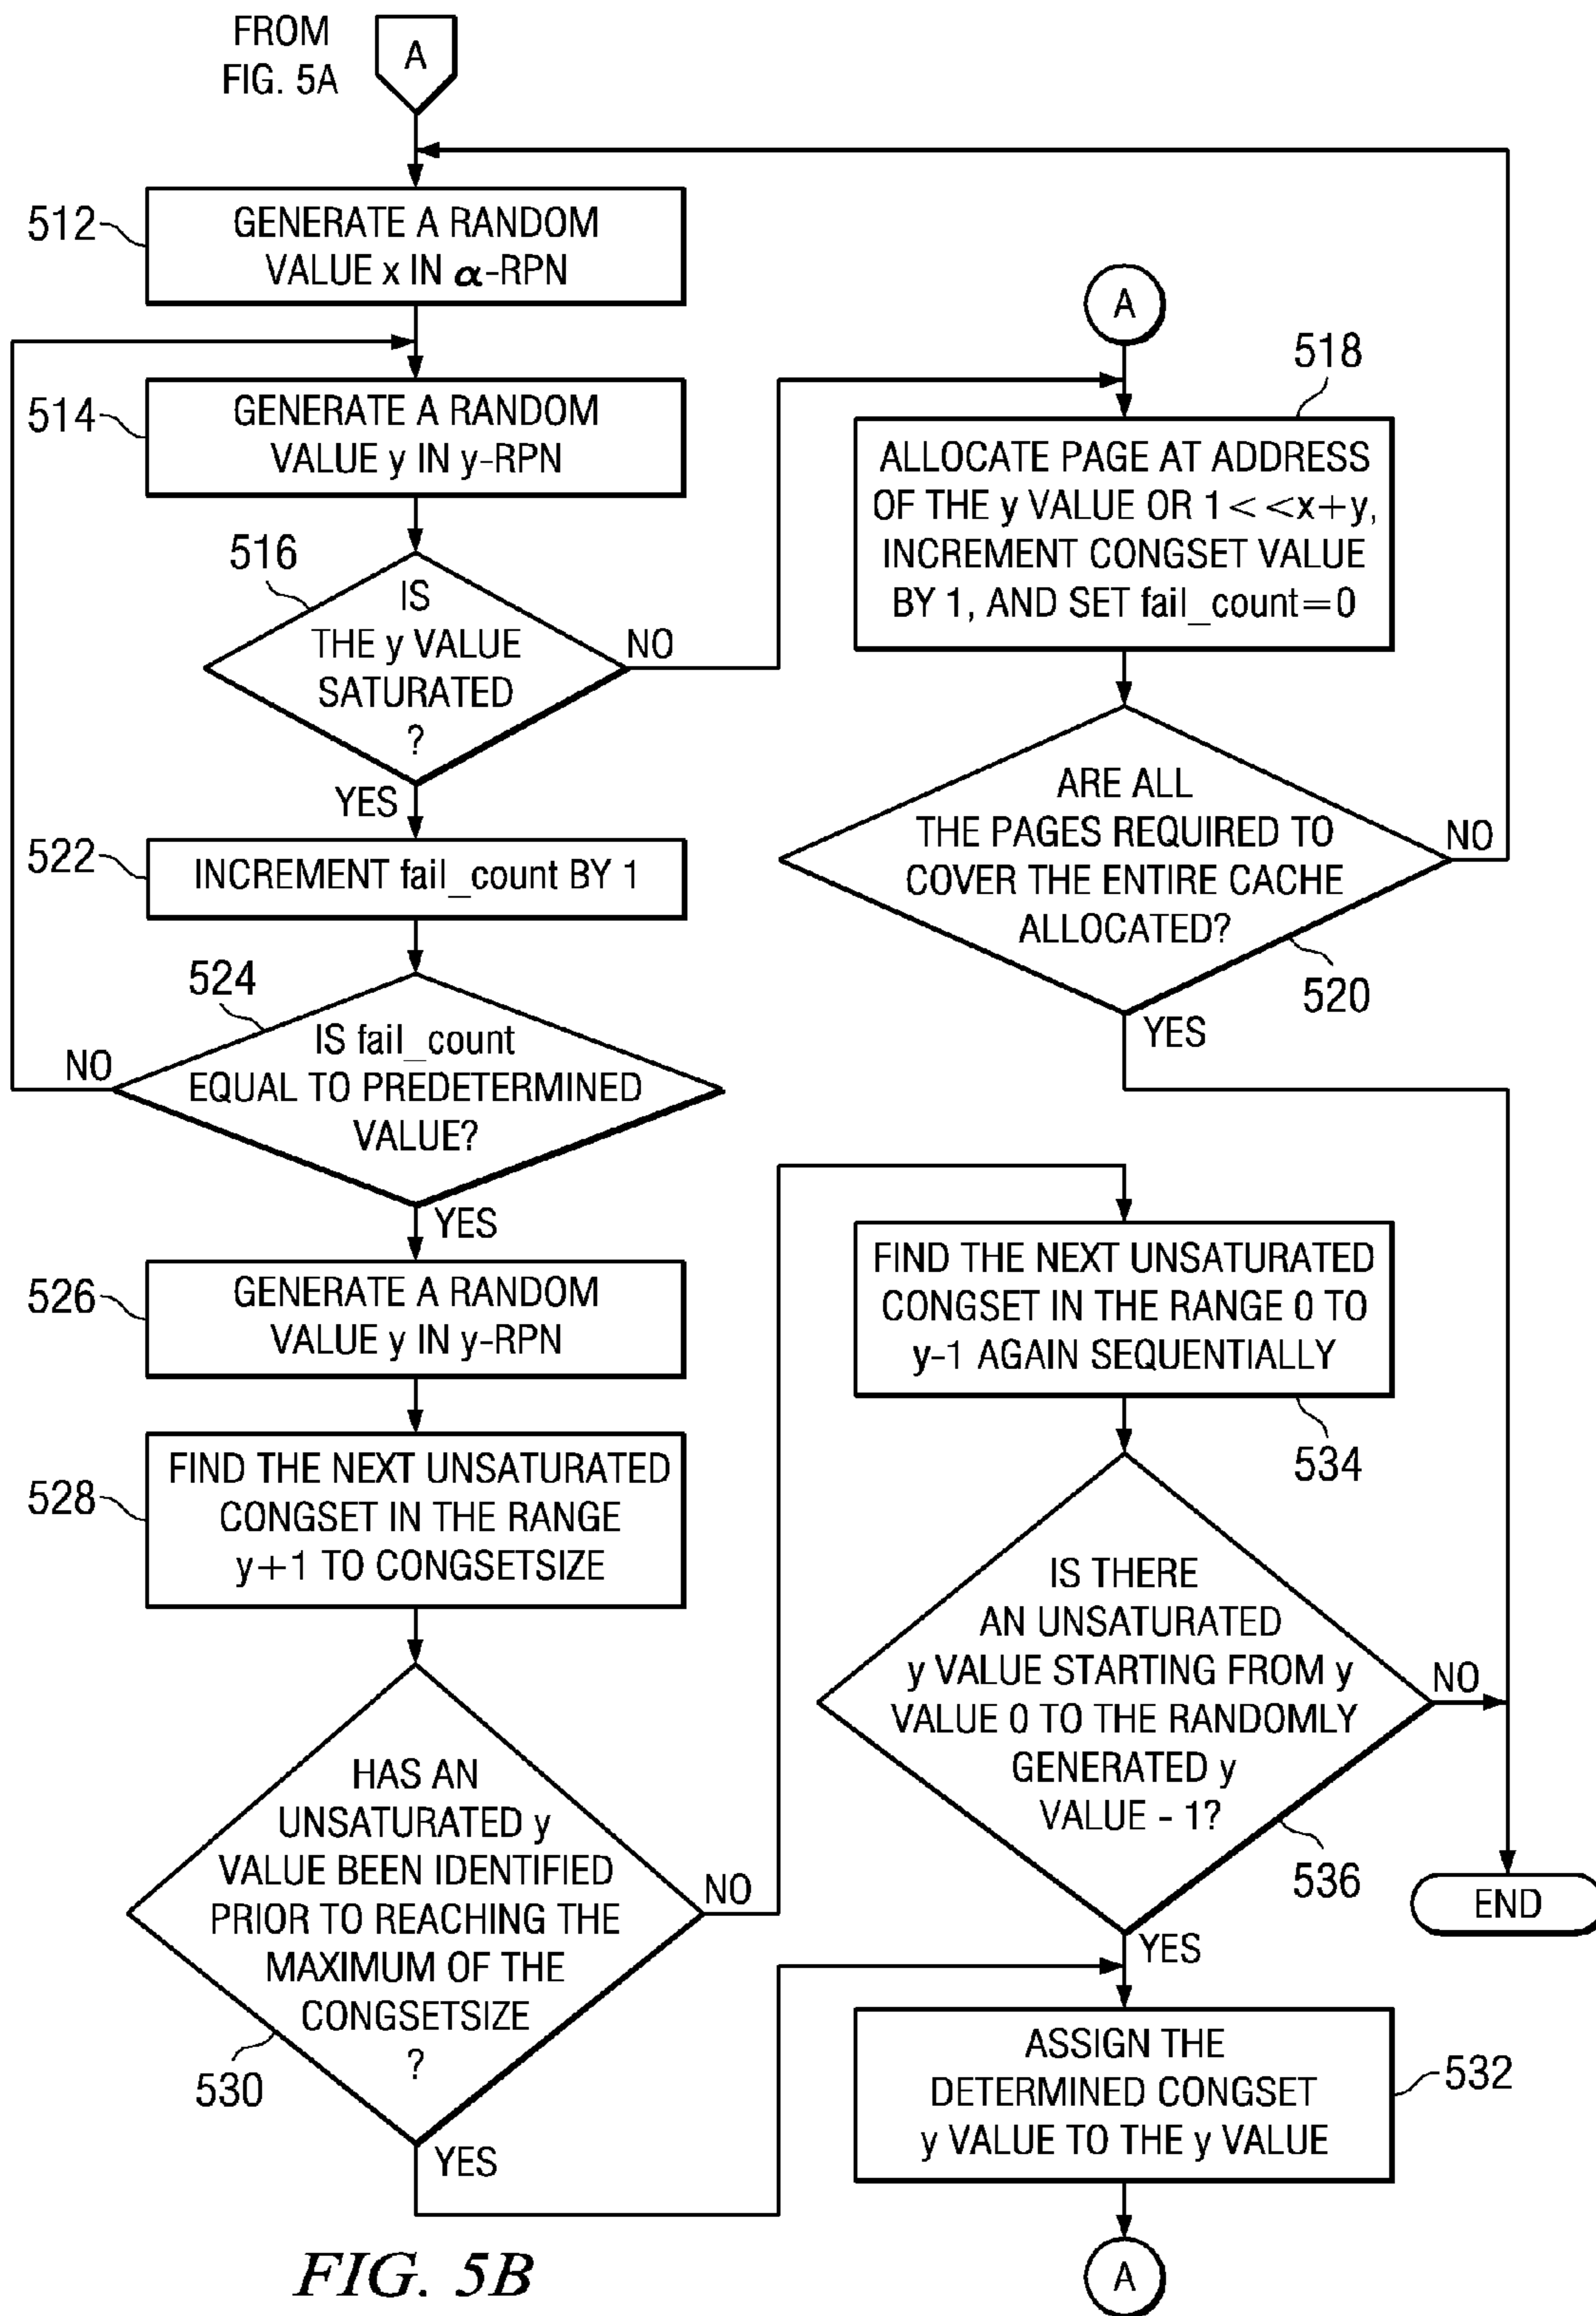 FROM
FIG. 5A
A
512
GENERATE A RANDOM
VALUE x IN α-RPN
514
GENERATE A RANDOM
VALUE y IN y-RPN
516
IS
THE y VALUE
SATURATED
?
NO
YES
522
INCREMENT fail_count BY 1
524
IS fail_count
EQUAL TO PREDETERMINED
VALUE?
NO
YES
526
GENERATE A RANDOM
VALUE y IN y-RPN
528
FIND THE NEXT UNSATURATED
CONGSET IN THE RANGE
y+1 TO CONGSETSIZE
HAS AN
UNSATURATED y
VALUE BEEN IDENTIFIED
PRIOR TO REACHING THE
MAXIMUM OF THE
CONGSETSIZE
?
530
NO
YES
A
518
ALLOCATE PAGE AT ADDRESS
OF THE y VALUE OR 1<<x+y,
INCREMENT CONGSET VALUE
BY 1, AND SET fail_count=0
ARE ALL
THE PAGES REQUIRED TO
COVER THE ENTIRE CACHE
ALLOCATED?
NO
520
YES
FIND THE NEXT UNSATURATED
CONGSET IN THE RANGE 0 TO
y-1 AGAIN SEQUENTIALLY
534
IS THERE
AN UNSATURATED
y VALUE STARTING FROM y
VALUE 0 TO THE RANDOMLY
GENERATED y
VALUE - 1?
NO
536
YES
END
ASSIGN THE
DETERMINED CONGSET
y VALUE TO THE y VALUE
532
A
FIG. 5B